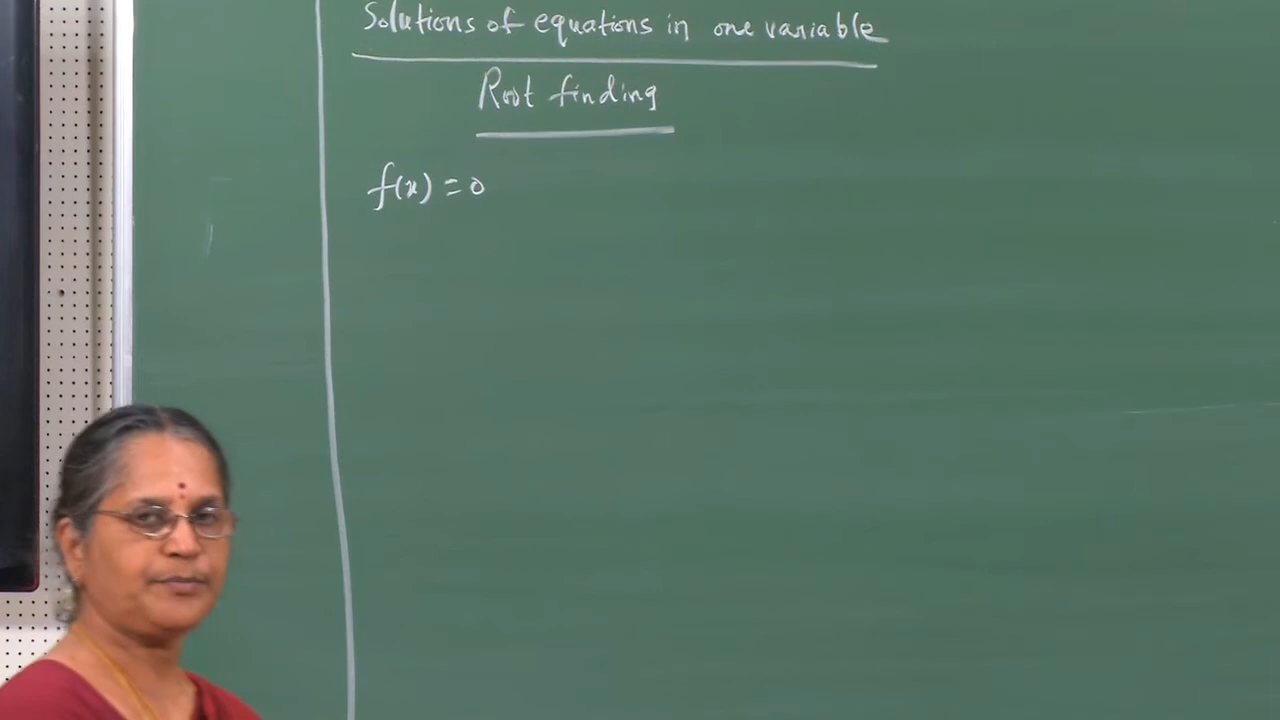 Solutions of equations in one variable
Root finding
f(x) = 0